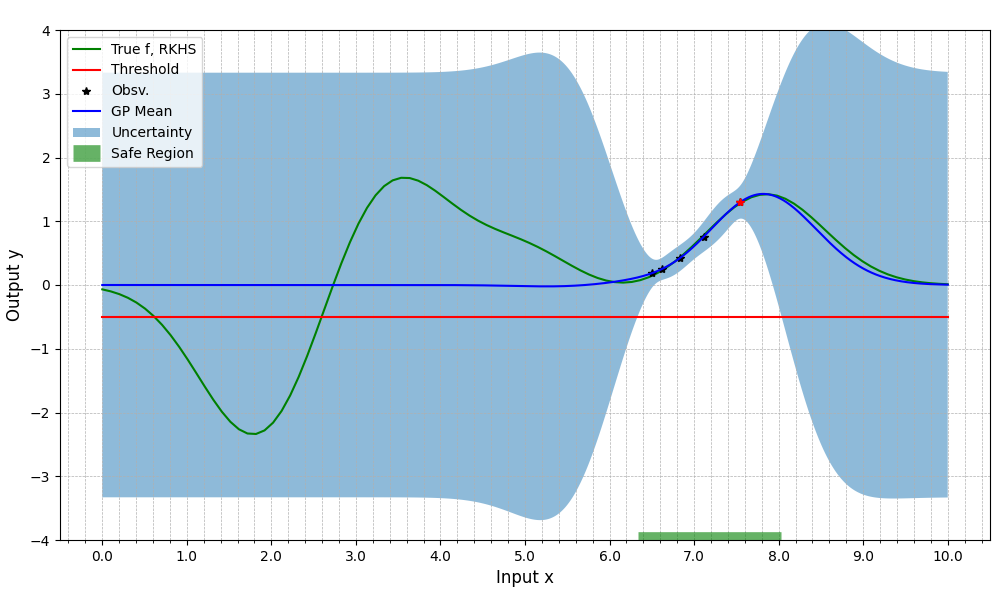 True f, RKHS
Threshold
Obsv.
GP Mean
Uncertainty
Safe Region
4
3
2
1
0
−1
−2
−3
−4
Output y
0.0 1.0 2.0 3.0 4.0 5.0 6.0 7.0 8.0 9.0 10.0
Input x